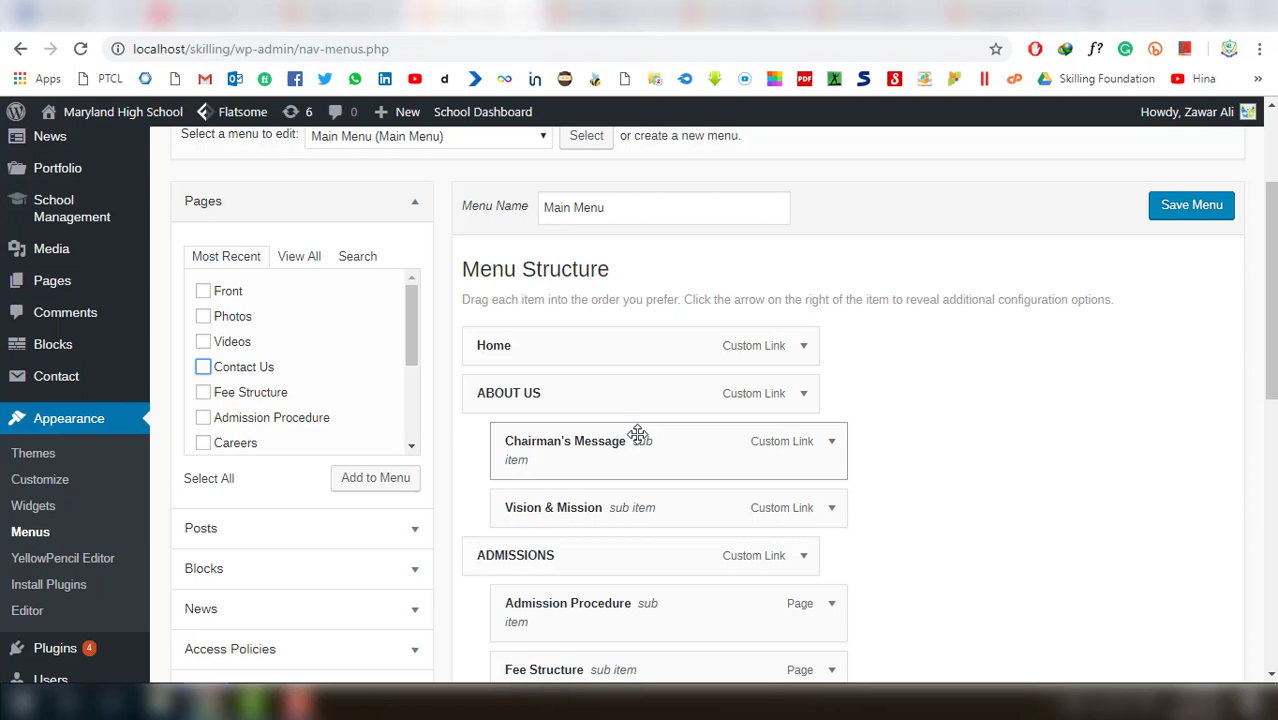 localhost/skilling/wp-admin/nav-menus.php
f?
Apps PTCL d in PDF S cP Skilling Foundation Hina »
Maryland High School Flatsome 6 0 New School Dashboard Howdy, Zawar Ali
News
Portfolio
School
Management
Media
Pages
Comments
Blocks
Contact
Appearance
Themes
Customize
Widgets
Menus
YellowPencil Editor
Install Plugins
Editor
Plugins 4
Users
Select a menu to edit: Main Menu (Main Menu) Select or create a new menu.
Pages
Most Recent View All Search
Front
Photos
Videos
Contact Us
Fee Structure
Admission Procedure
Careers
Select All Add to Menu
Posts
Blocks
News
Access Policies
Menu Name Main Menu Save Menu
Menu Structure
Drag each item into the order you prefer. Click the arrow on the right of the item to reveal additional configuration options.
Home Custom Link
ABOUT US Custom Link
Chairman's Message sub Custom Link
item
Vision & Mission sub item Custom Link
ADMISSIONS Custom Link
Admission Procedure sub Page
item
Fee Structure sub item Page